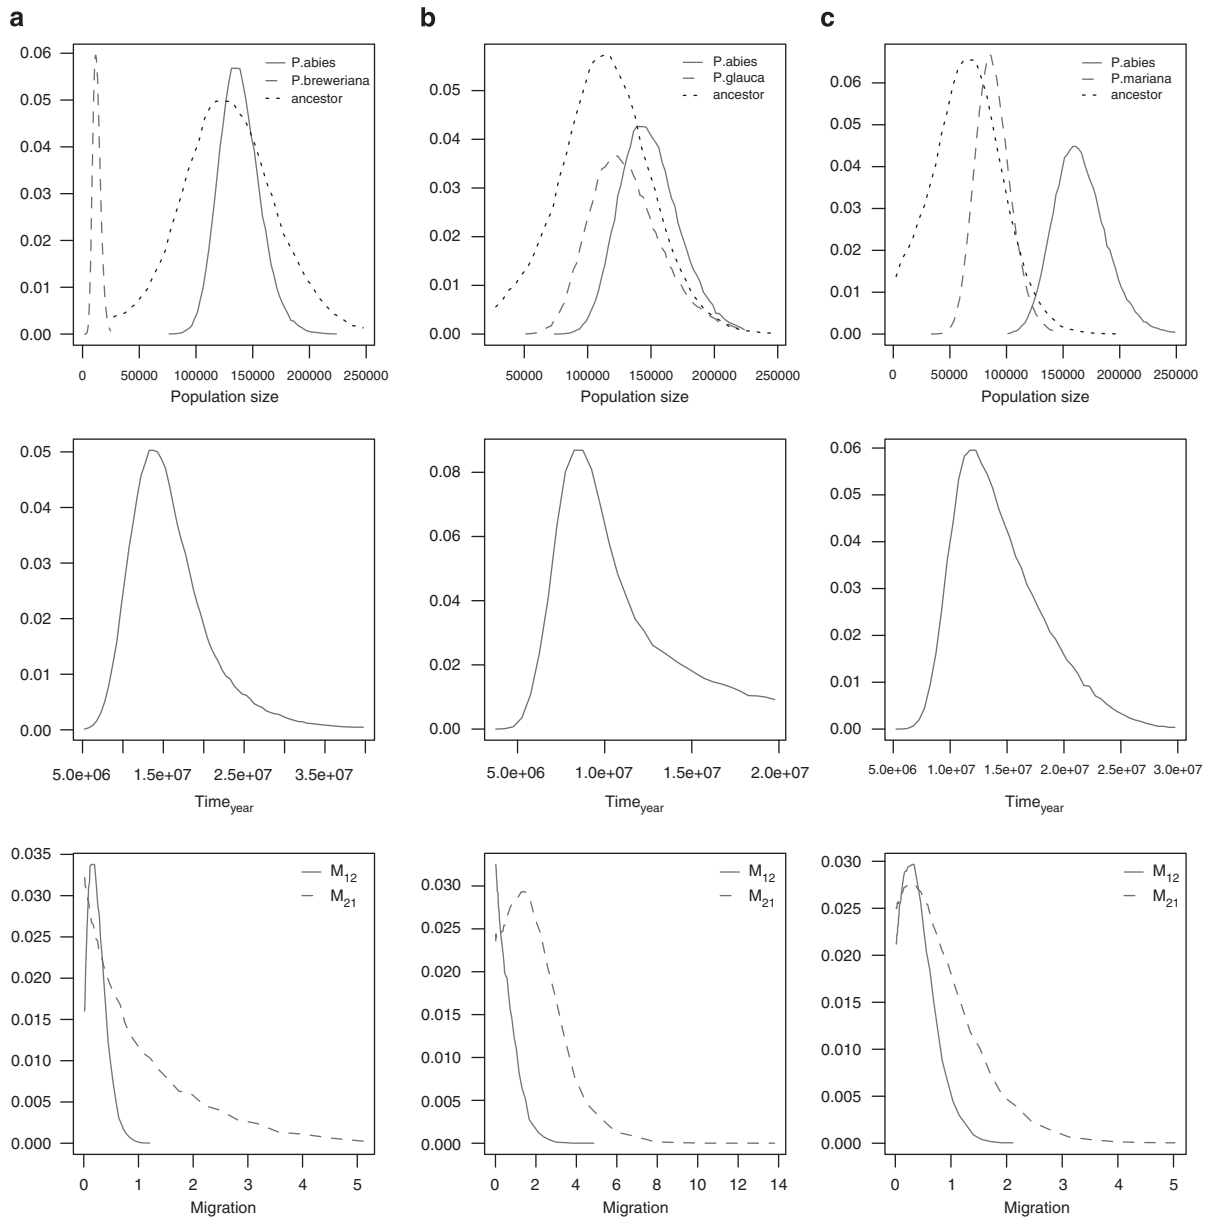 a
0.06
0.05
0.04
0.03
0.02
0.01
0.00
P.abies
P.breweriana
ancestor
0 50000 100000 150000 200000 250000
Population size
b
0.05
0.04
0.03
0.02
0.01
0.00
P.abies
P.glauca
ancestor
50000 100000 150000 200000 250000
Population size
c
0.06
0.05
0.04
0.03
0.02
0.01
0.00
P.abies
P.mariana
ancestor
0 50000 100000 150000 200000 250000
Population size
0.05
0.04
0.03
0.02
0.01
0.00
5.0e+06 1.5e+07 2.5e+07 3.5e+07
Timeyear
0.08
0.06
0.04
0.02
0.00
5.0e+06 1.0e+07 1.5e+07 2.0e+07
Timeyear
0.06
0.05
0.04
0.03
0.02
0.01
0.00
5.0e+06 1.0e+07 1.5e+07 2.0e+07 2.5e+07 3.0e+07
Timeyear
0.035
0.030
0.025
0.020
0.015
0.010
0.005
0.000
M12
M21
0 1 2 3 4 5
Migration
0.030
0.025
0.020
0.015
0.010
0.005
0.000
M12
M21
0 2 4 6 8 10 12 14
Migration
0.030
0.025
0.020
0.015
0.010
0.005
0.000
M12
M21
0 1 2 3 4 5
Migration